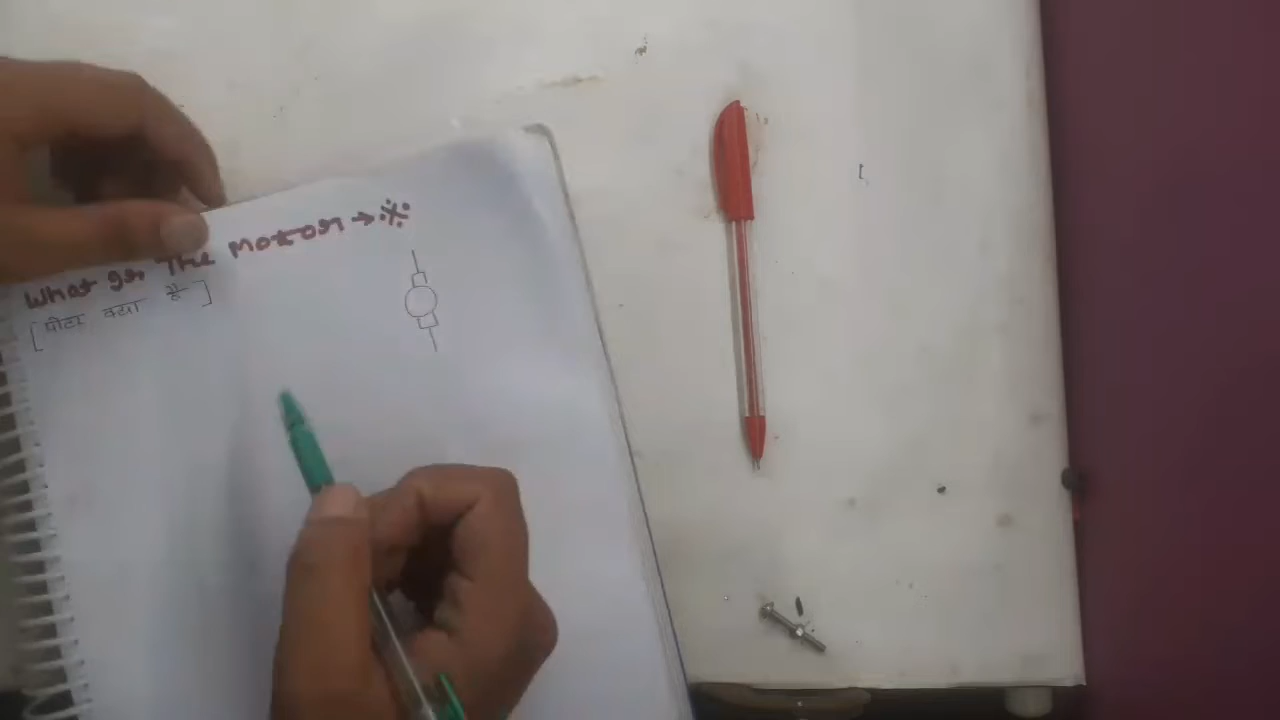 What is The Motor →※
[मोटर क्या है]